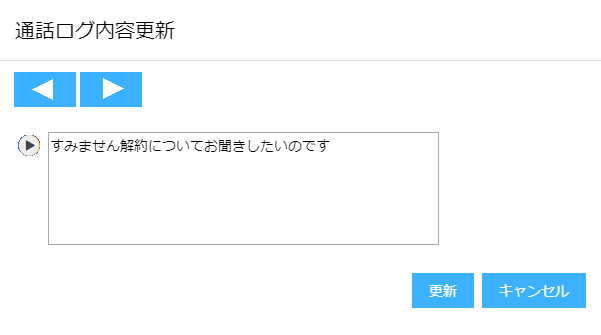 通話ログ内容更新
すみません解約についてお聞きしたいのです
更新
キャンセル